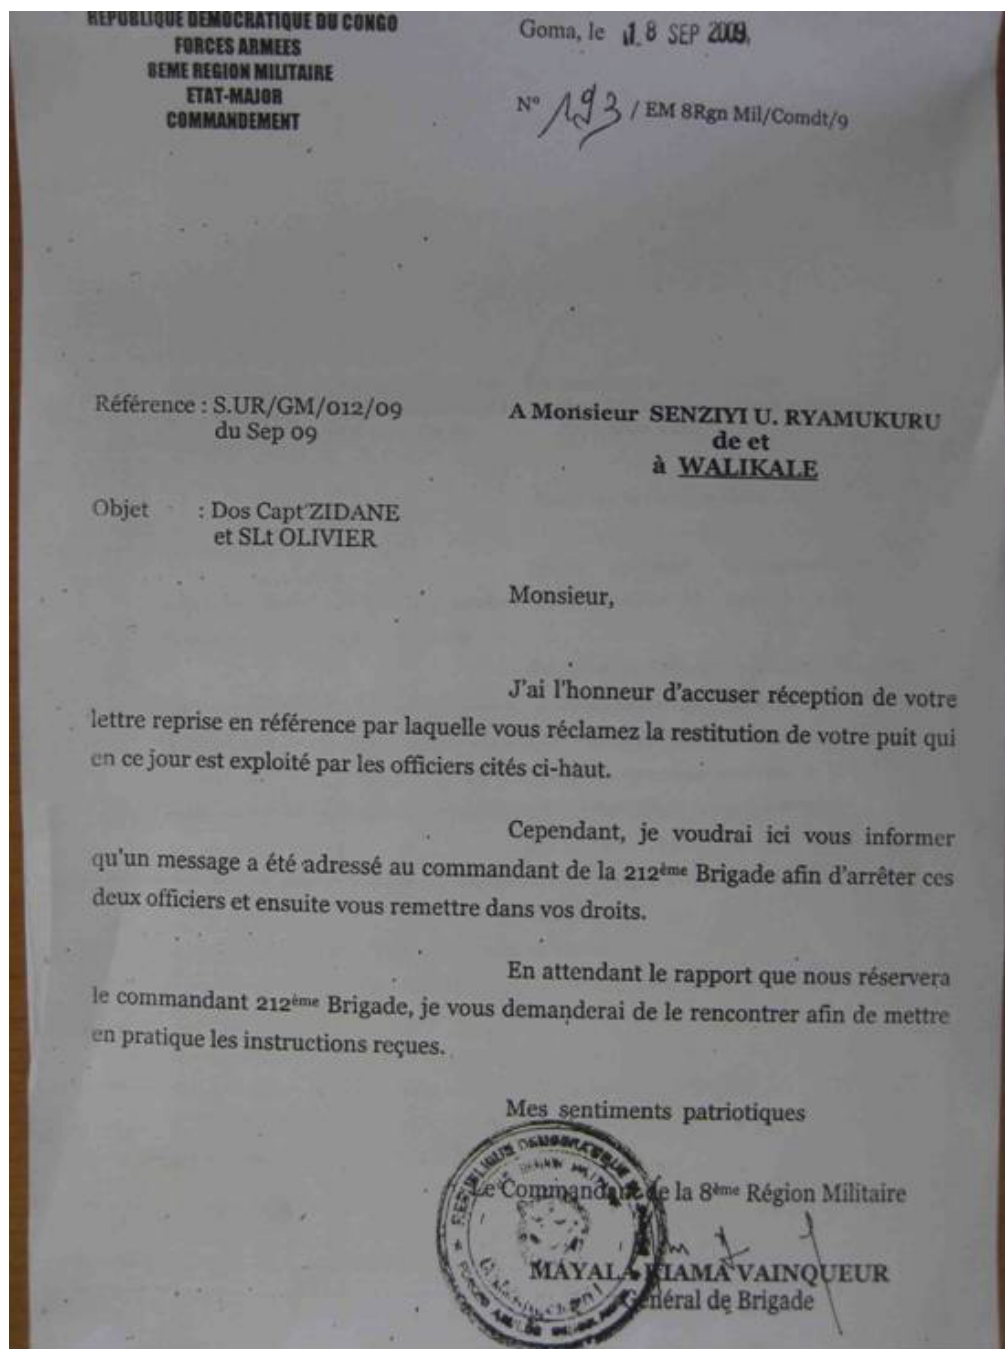 REPUBLIQUE DEMOCRATIQUE DU CONGO
FORCES ARMEES
8EME REGION MILITAIRE
ETAT-MAJOR
COMMANDEMENT
Goma, le 18 SEP 2009
N° 193 / EM 8Rgn Mil/Comdt/9
Référence : S.UR/GM/012/09
du Sep 09
A Monsieur SENZIYI U. RYAMUKURU
de et
à WALIKALE
Objet : Dos Capt ZIDANE
et SLt OLIVIER
Monsieur,
J'ai l'honneur d'accuser réception de votre
lettre reprise en référence par laquelle vous réclamez la restitution de votre puit qui
en ce jour est exploité par les officiers cités ci-haut.
Cependant, je voudrai ici vous informer
qu'un message a été adressé au commandant de la 212ème Brigade afin d'arrêter ces
deux officiers et ensuite vous remettre dans vos droits.
En attendant le rapport que nous réservera
le commandant 212ème Brigade, je vous demanderai de le rencontrer afin de mettre
en pratique les instructions reçues.
Mes sentiments patriotiques
Le Commandant de la 8ème Région Militaire
MAYALA KIAMA VAINQUEUR
Général de Brigade
REPUBLIQUE DEMOCRATIQUE